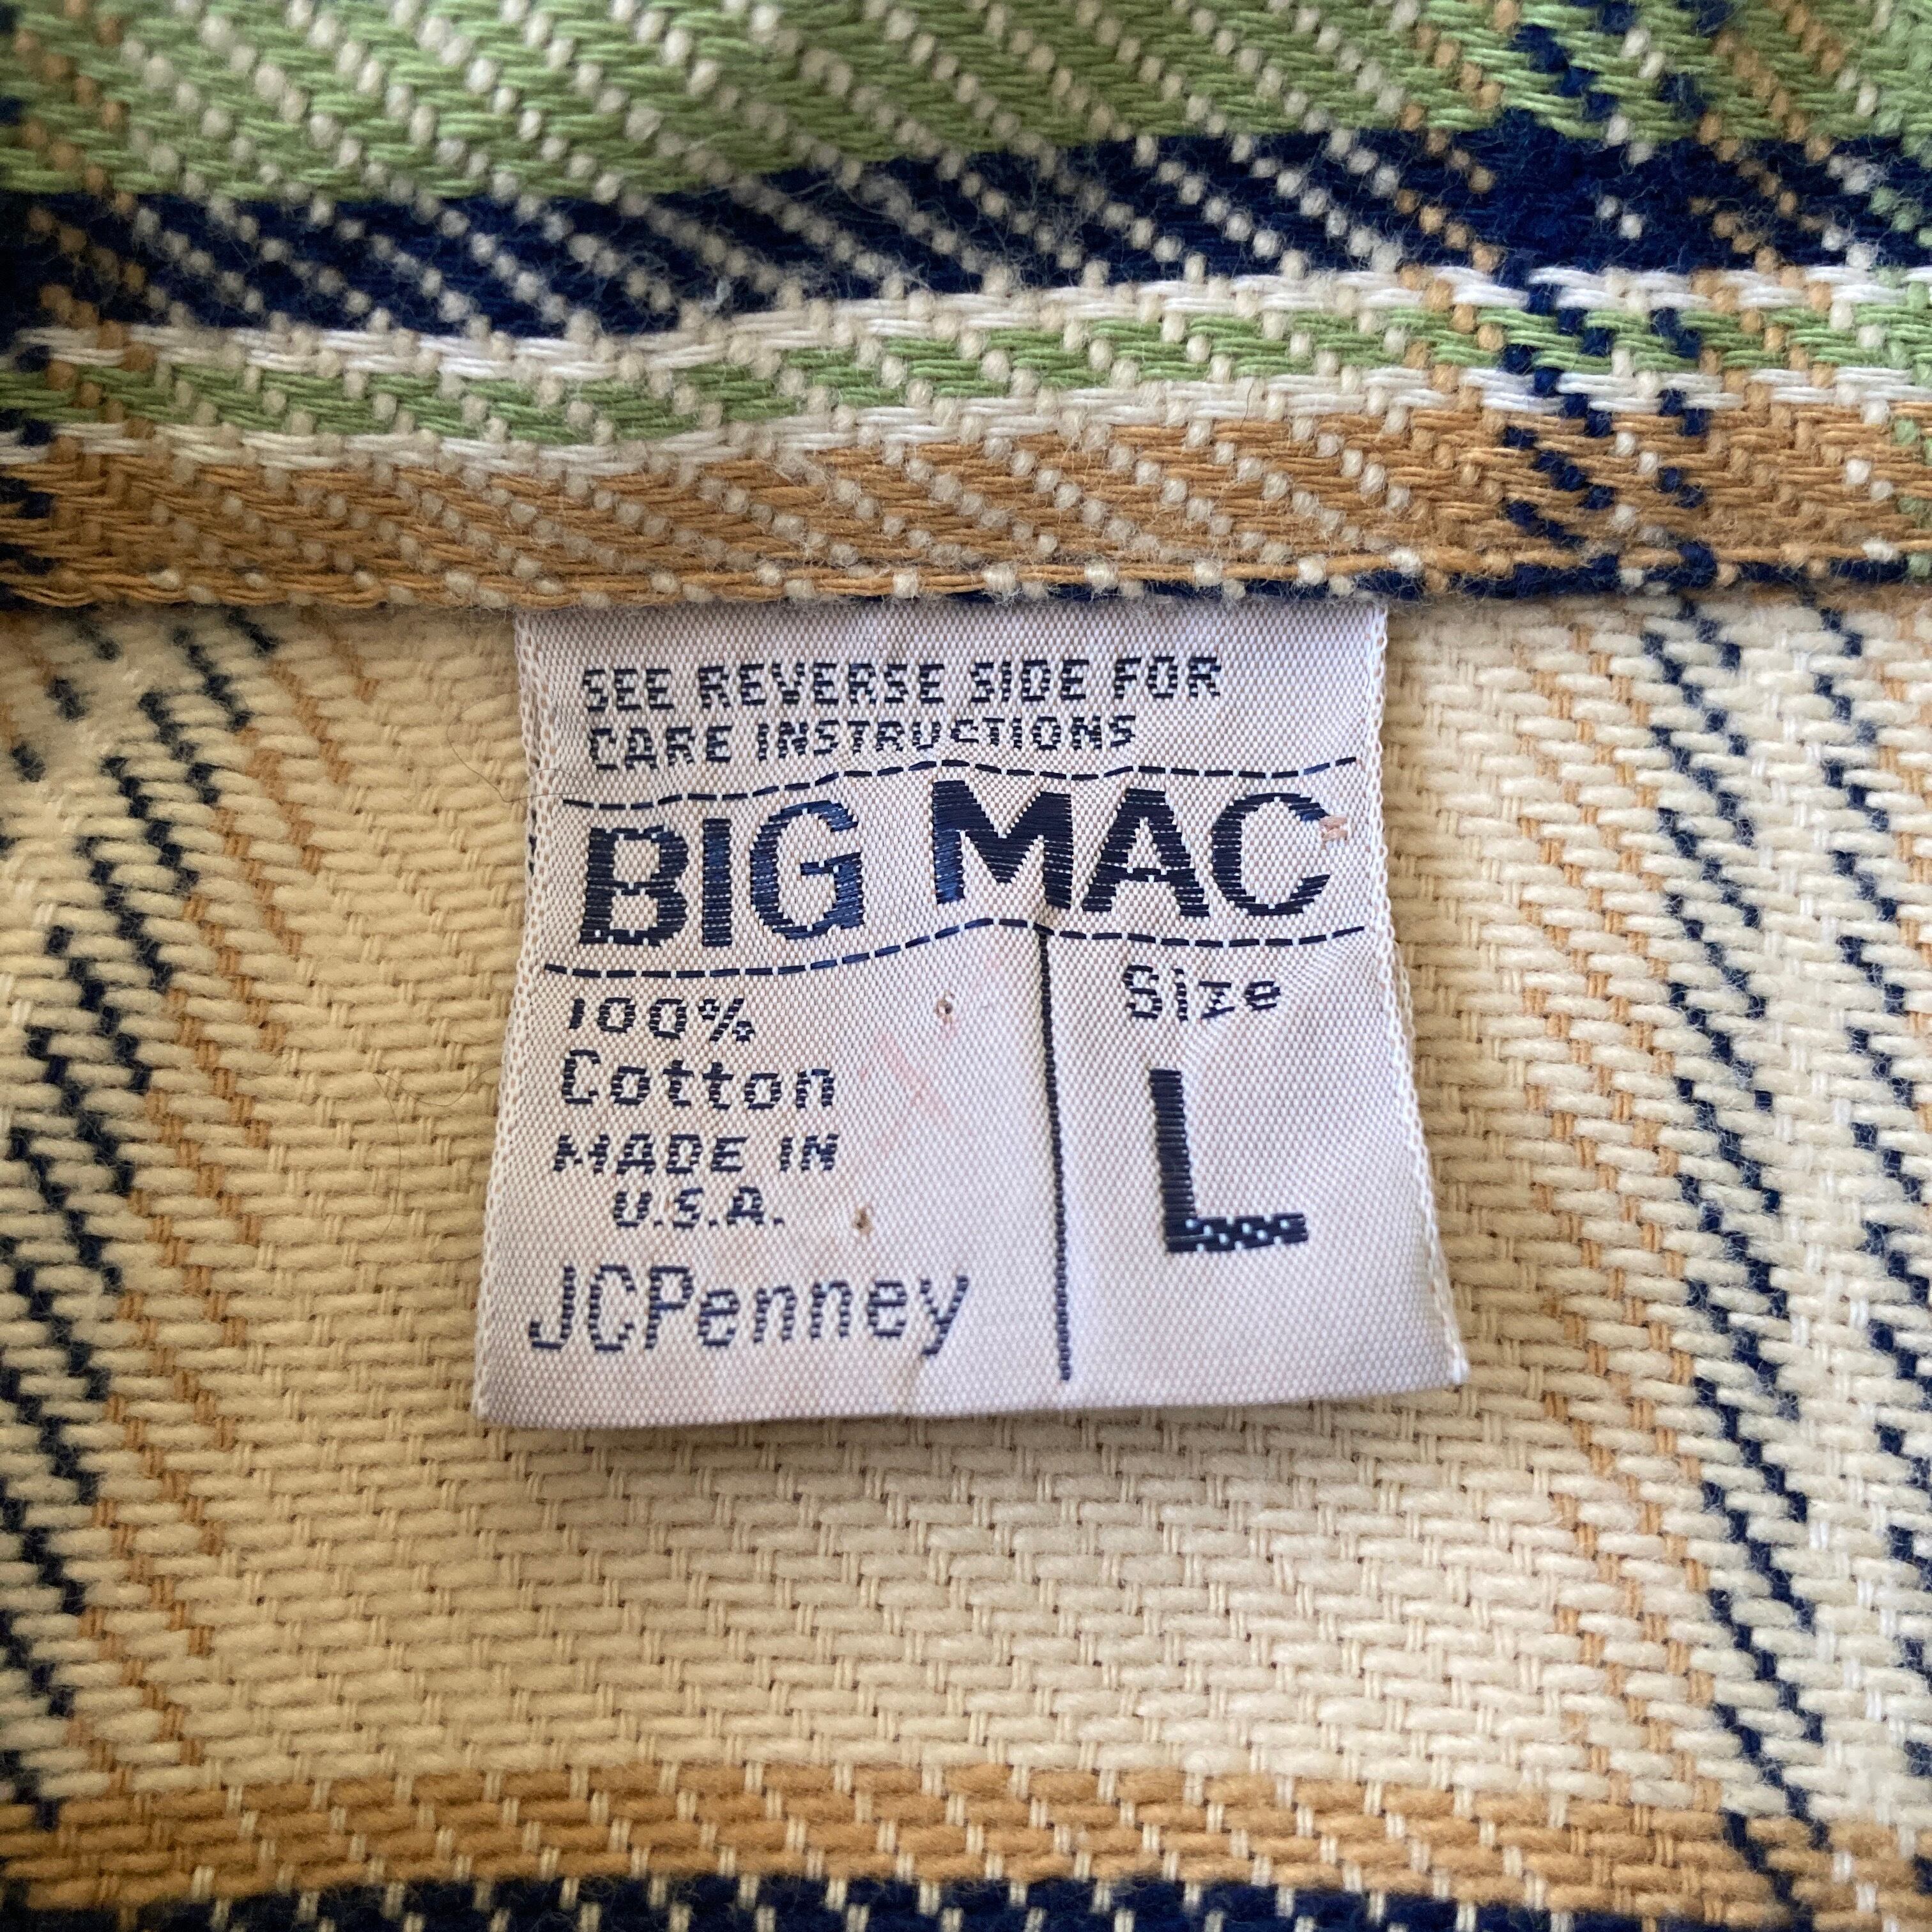 SEE REVERSE SIDE FOR
CARE INSTRUCTIONS
BIG MAC
100%
Cotton
MADE IN
U.S.A.
JCPenney
Size
L